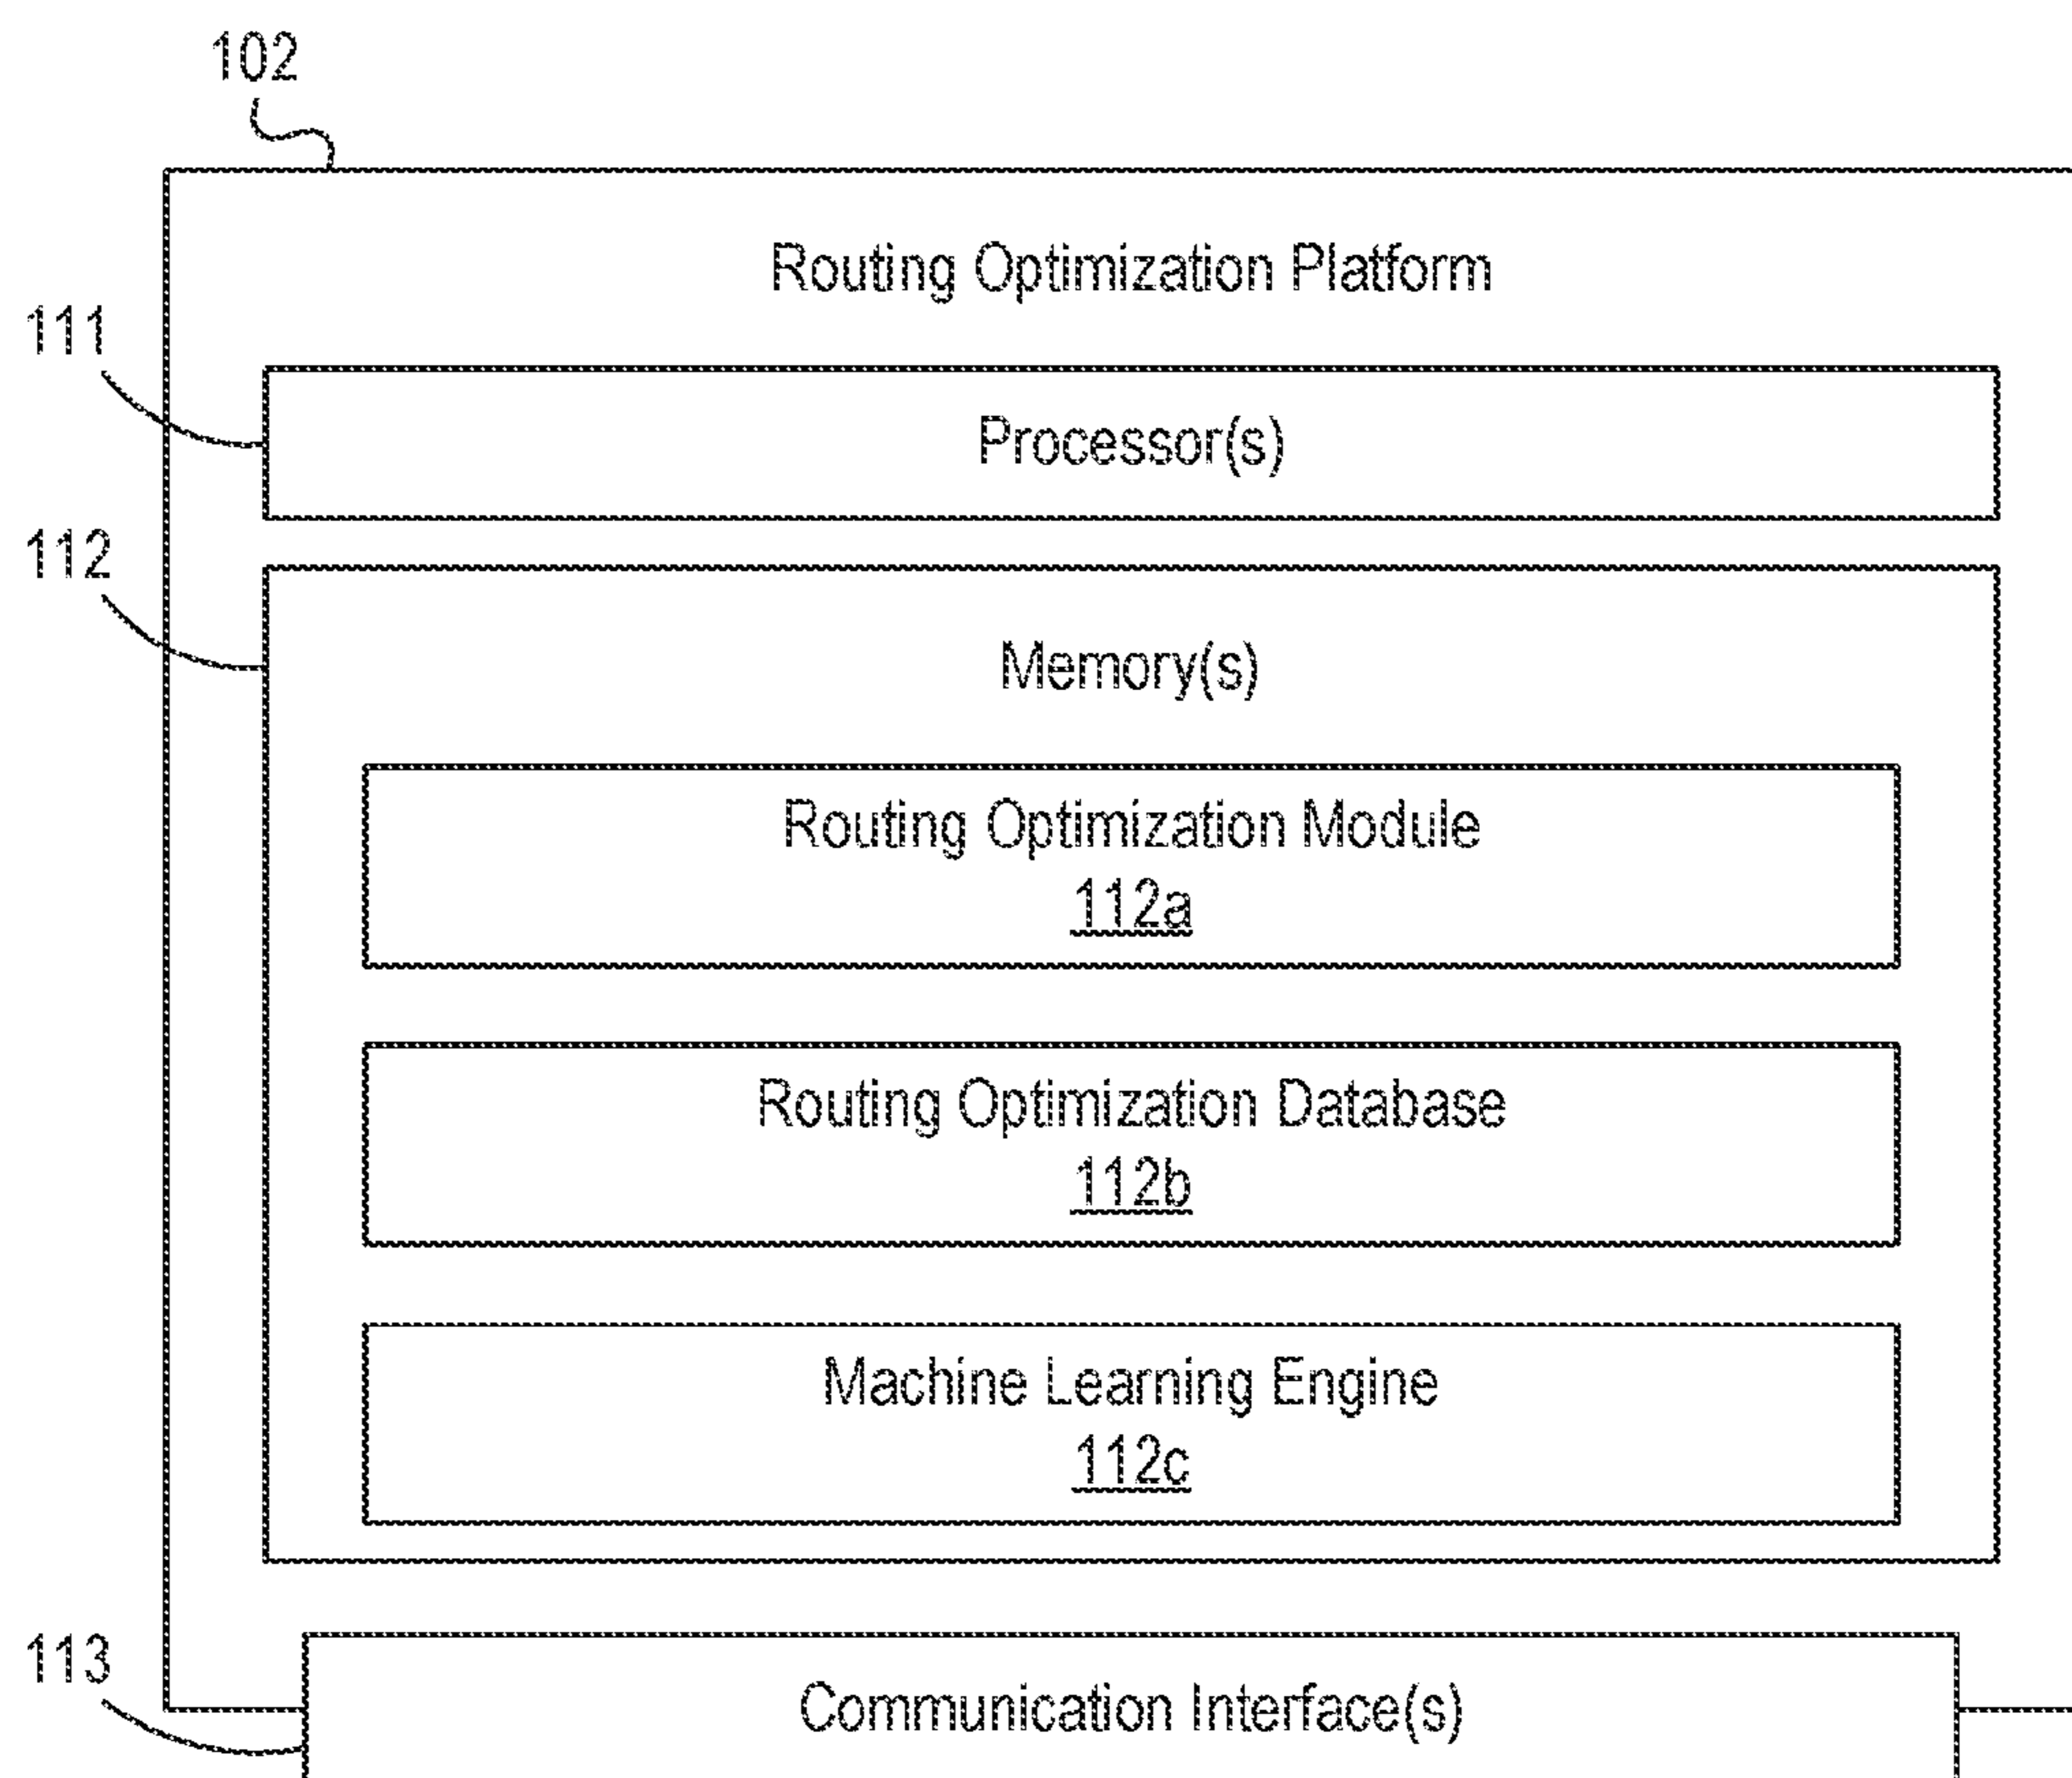 102
Routing Optimization Platform
111
Processor(s)
112
Memory(s)
Routing Optimization Module
112a
Routing Optimization Database
112b
Machine Learning Engine
112c
113
Communication Interface(s)